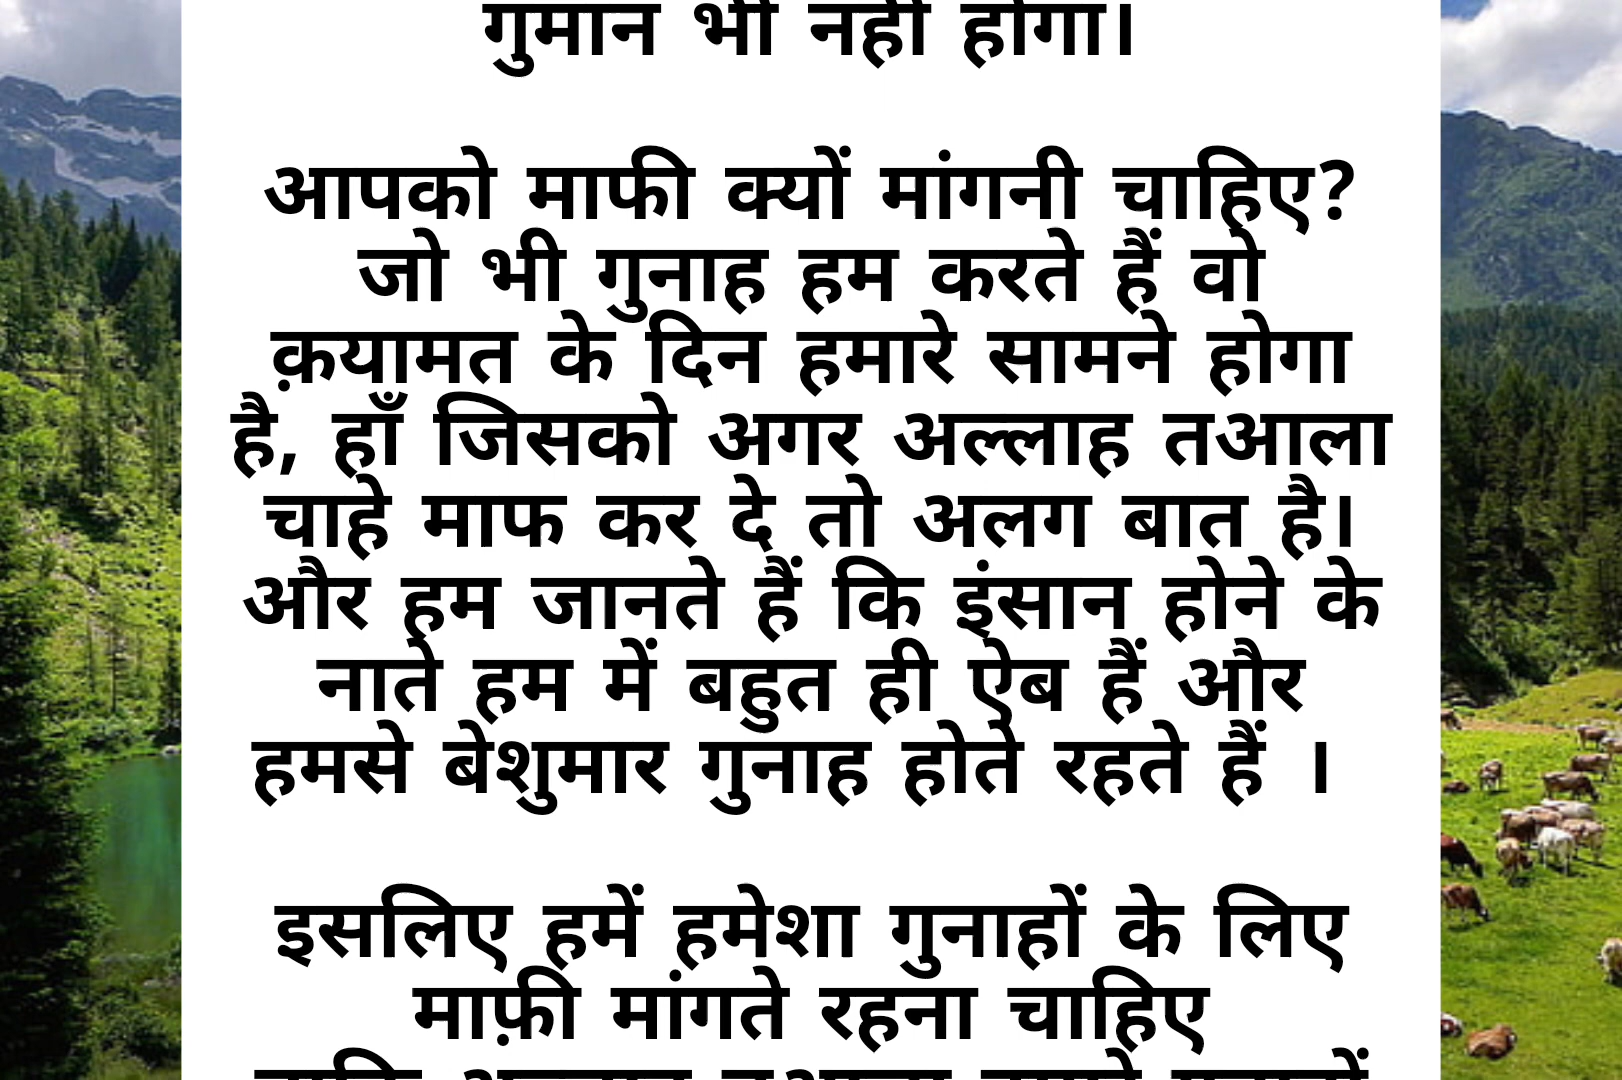 गुमान भी नहीं होगा।
आपको माफी क्यों मांगनी चाहिए?
जो भी गुनाह हम करते हैं वो
क़यामत के दिन हमारे सामने होगा
है, हाँ जिसको अगर अल्लाह तआला
चाहे माफ कर दे तो अलग बात है।
और हम जानते हैं कि इंसान होने के
नाते हम में बहुत ही ऐब हैं और
हमसे बेशुमार गुनाह होते रहते हैं ।
इसलिए हमें हमेशा गुनाहों के लिए
माफ़ी मांगते रहना चाहिए